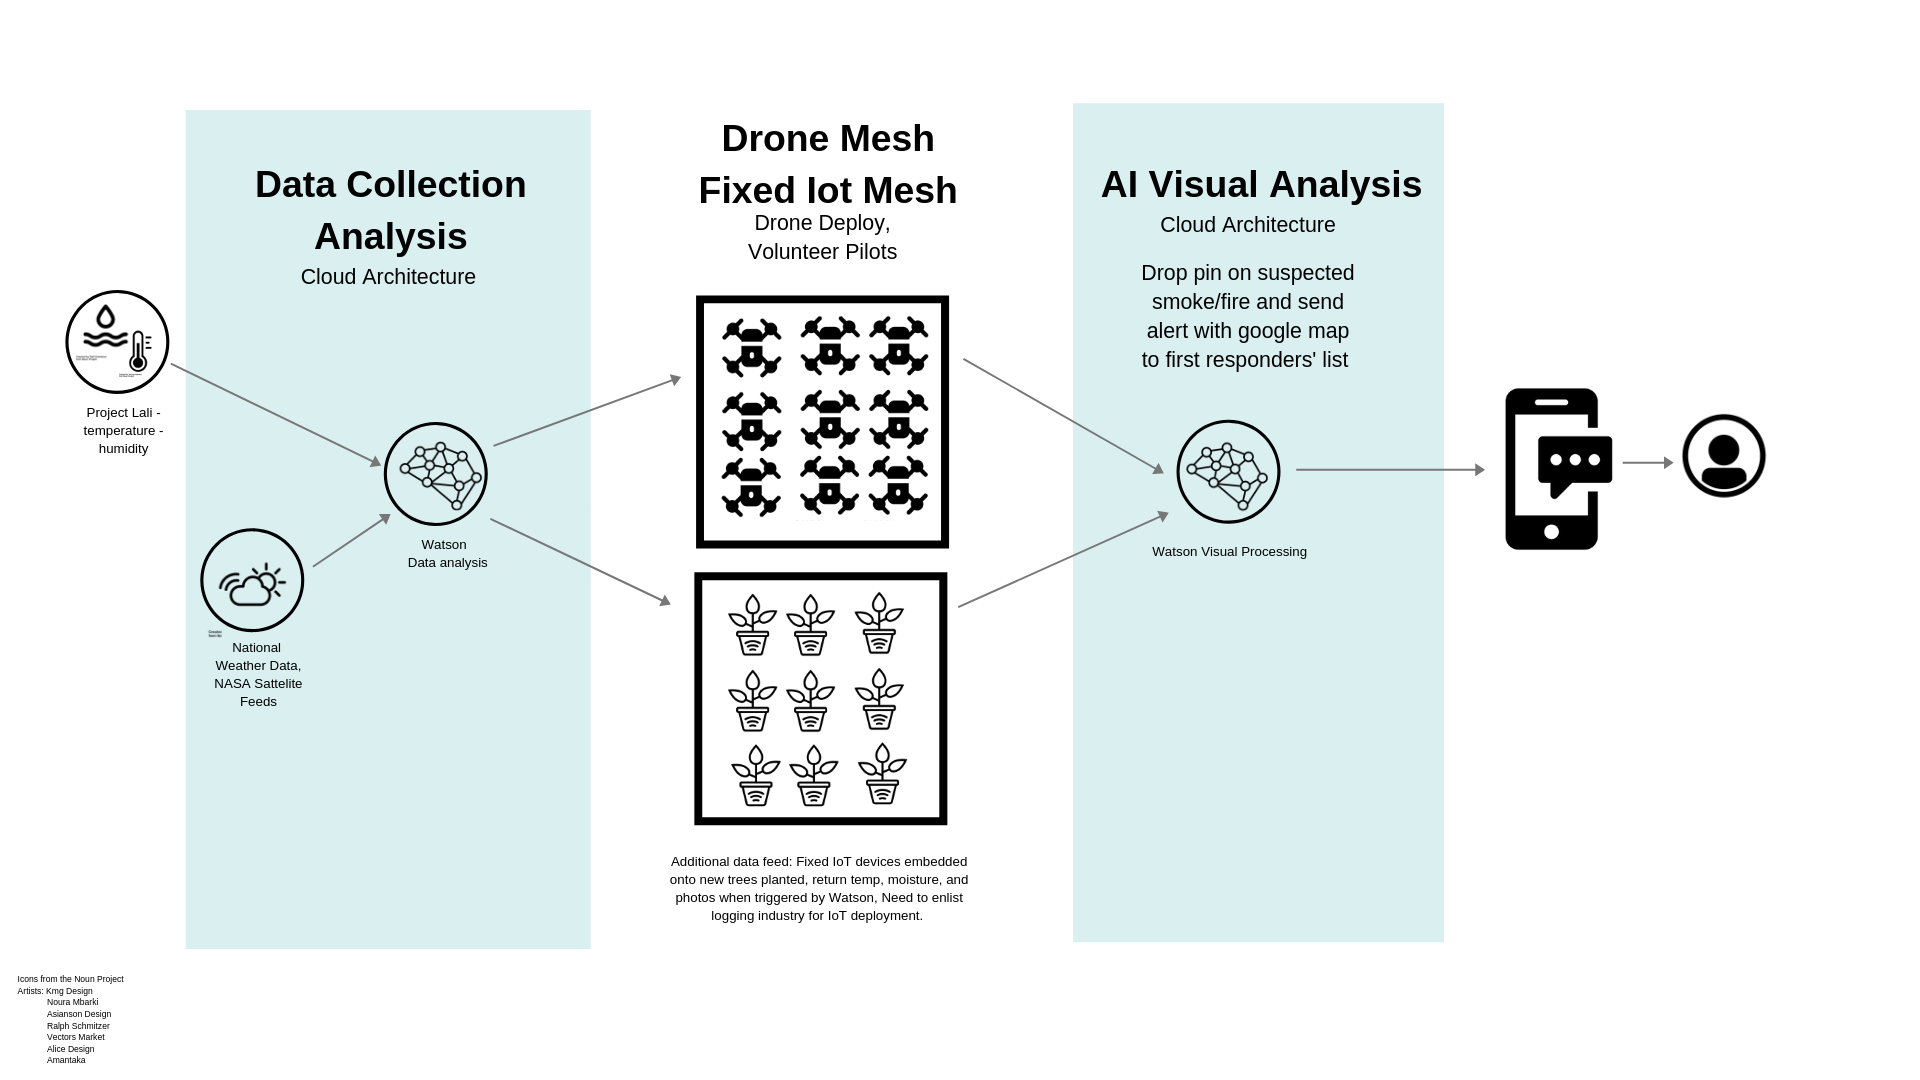 Data Collection
Analysis
Cloud Architecture
Project Lali -
temperature -
humidity
Watson
Data analysis
National
Weather Data,
NASA Sattelite
Feeds
Drone Mesh
Fixed Iot Mesh
Drone Deploy,
Volunteer Pilots
Additional data feed: Fixed IoT devices embedded
onto new trees planted, return temp, moisture, and
photos when triggered by Watson, Need to enlist
logging industry for IoT deployment.
AI Visual Analysis
Cloud Architecture
Drop pin on suspected
smoke/fire and send
alert with google map
to first responders' list
Watson Visual Processing
Icons from the Noun Project
Artists: Kmg Design
Noura Mbarki
Asianson Design
Ralph Schmitzer
Vectors Market
Alice Design
Amantaka